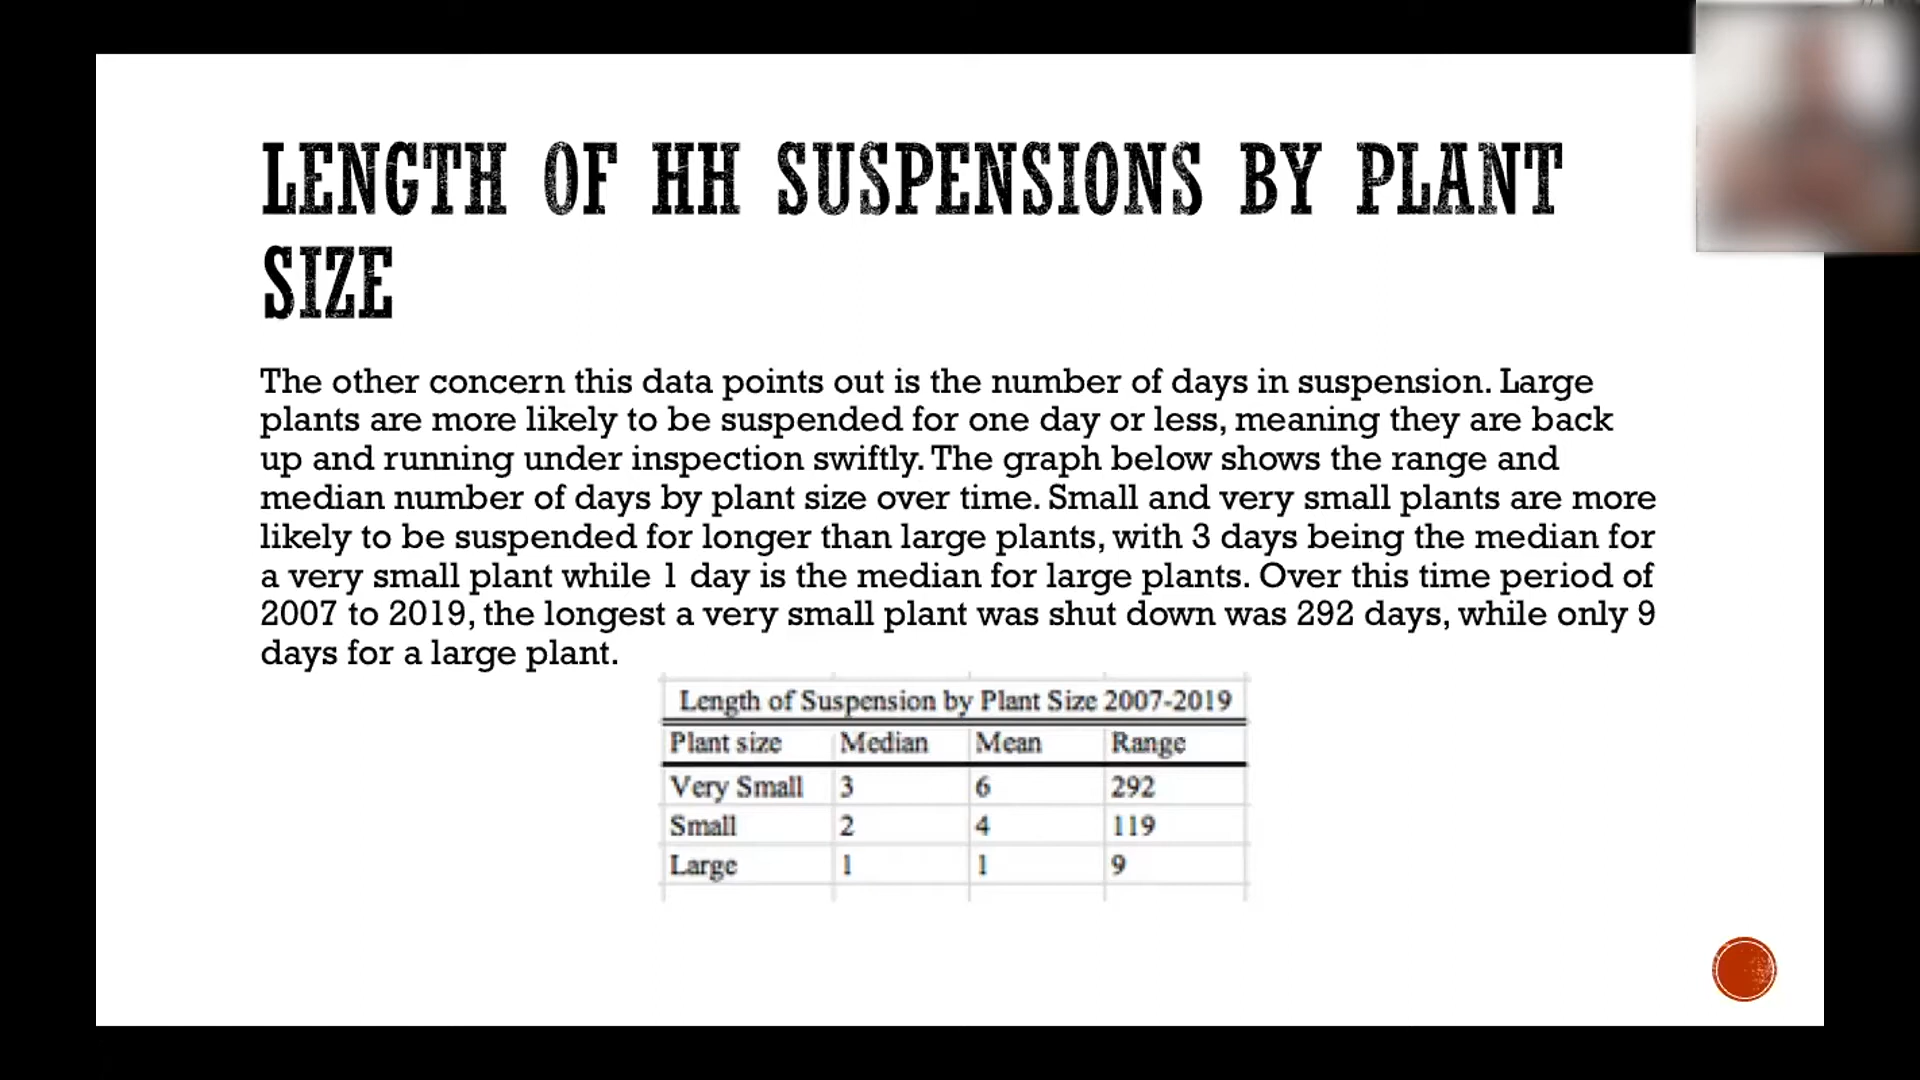 LENGTH OF HH SUSPENSIONS BY PLANT
SIZE
The other concern this data points out is the number of days in suspension. Large
plants are more likely to be suspended for one day or less, meaning they are back
up and running under inspection swiftly. The graph below shows the range and
median number of days by plant size over time. Small and very small plants are more
likely to be suspended for longer than large plants, with 3 days being the median for
a very small plant while 1 day is the median for large plants. Over this time period of
2007 to 2019, the longest a very small plant was shut down was 292 days, while only 9
days for a large plant.
Length of Suspension by Plant Size 2007-2019
Plant size Median Mean Range
Very Small 3 6 292
Small 2 4 119
Large 1 1 9